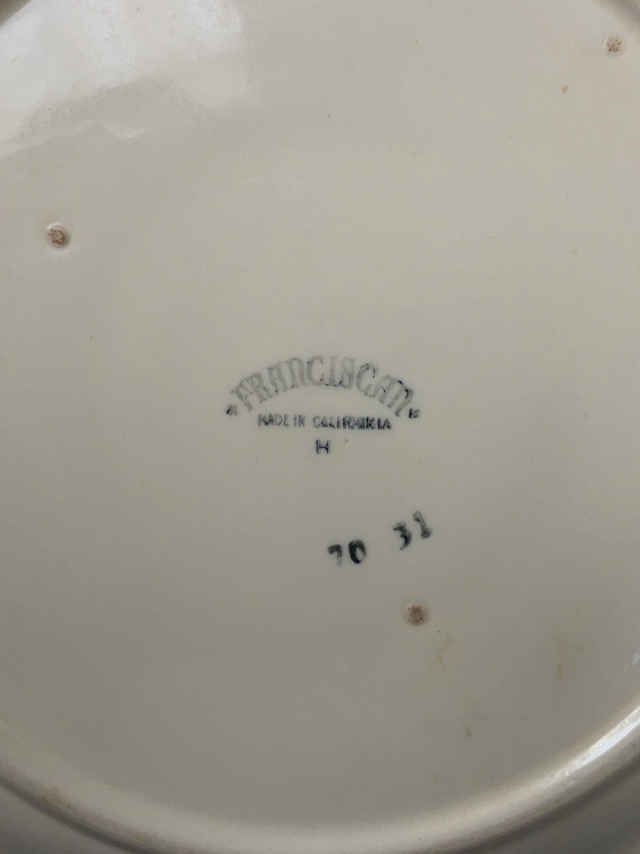 FRANCISCAN
MADE IN CALIFORNIA
H
70 31